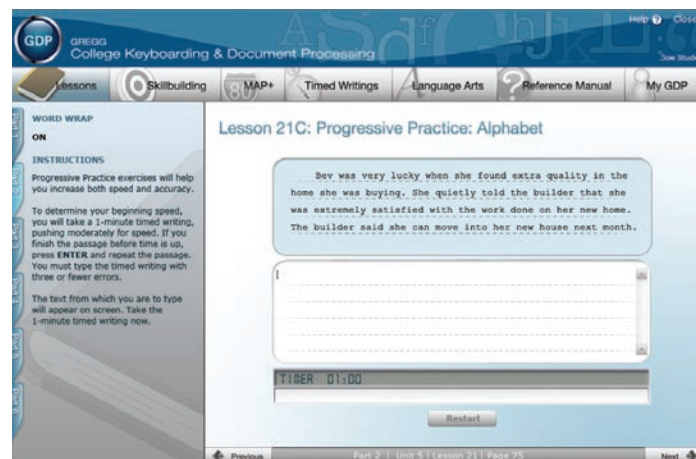 Help ? Close
GDP
GREGG
College Keyboarding & Document Processing
Joe Stude
Lessons
Skillbuilding
MAP+
Timed Writings
Language Arts
Reference Manual
My GDP
WORD WRAP
ON
INSTRUCTIONS
Progressive Practice exercises will help
you increase both speed and accuracy.
To determine your beginning speed,
you will take a 1-minute timed writing,
pushing moderately for speed. If you
finish the passage before time is up,
press ENTER and repeat the passage.
You must type the timed writing with
three or fewer errors.
The text from which you are to type
will appear on screen. Take the
1-minute timed writing now.
Lesson 21C: Progressive Practice: Alphabet
Bev was very lucky when she found extra quality in the
home she was buying. She quietly told the builder that she
was extremely satisfied with the work done on her new home.
The builder said she can move into her new house next month.
TIMER 01:00
Restart
Previous
Part 2 | Unit 5 | Lesson 21 | Page 75
Next